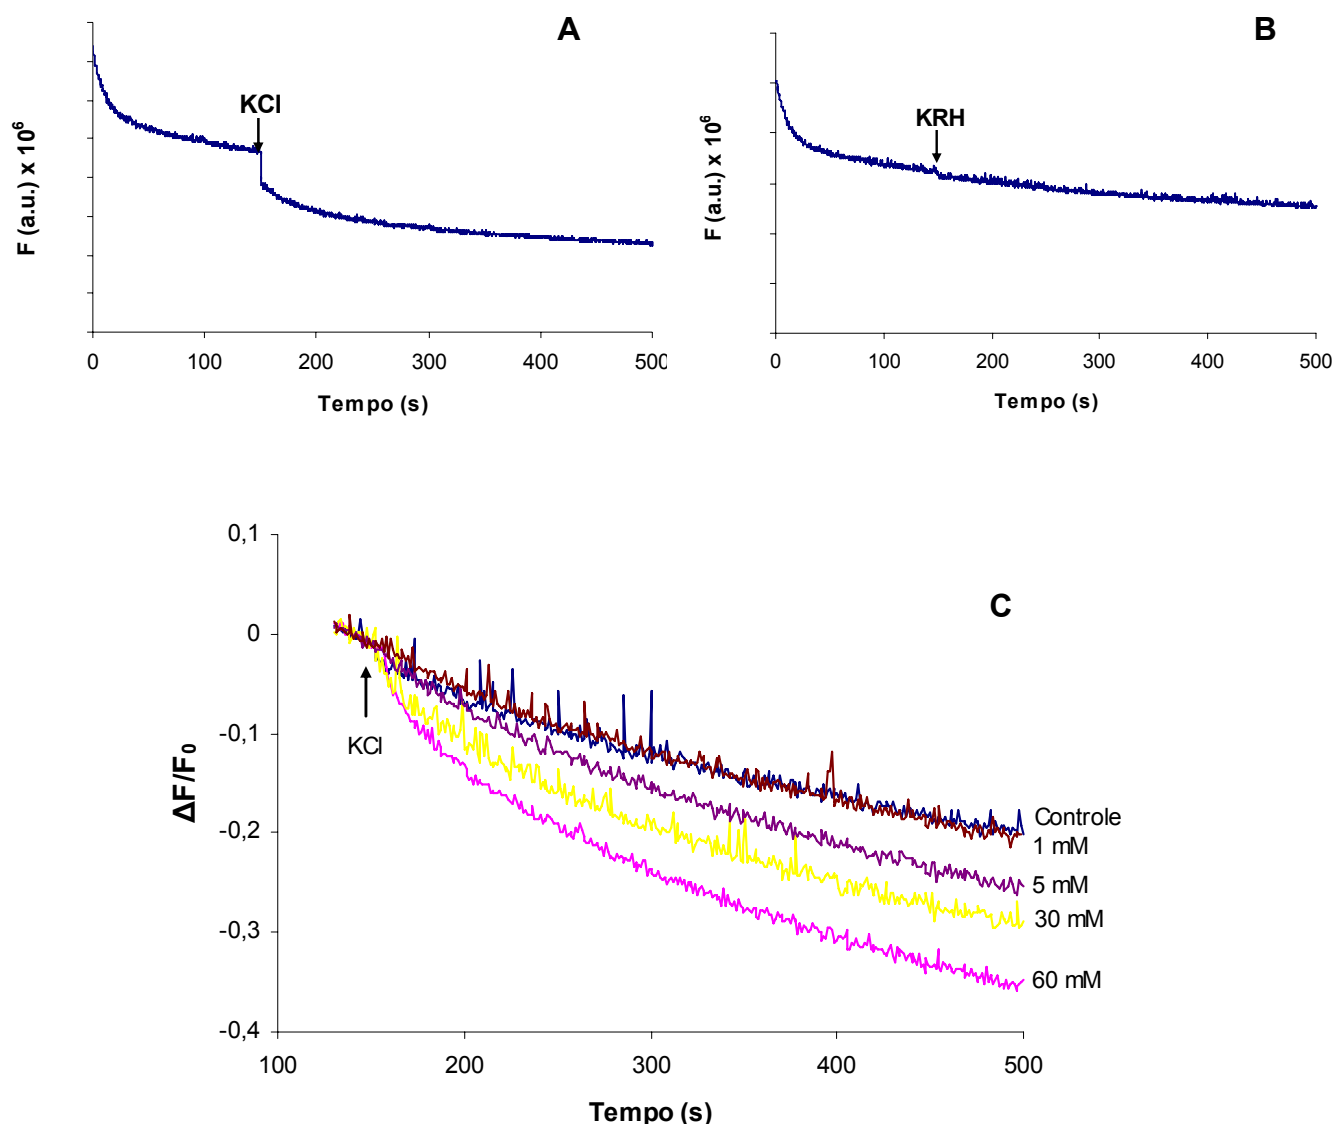 A
KCl
F (a.u.) x 10⁶
0 100 200 300 400 500
Tempo (s)
B
KRH
F (a.u.) x 10⁶
0 100 200 300 400 500
Tempo (s)
C
0,1
0
-0,1
-0,2
-0,3
-0,4
ΔF/F₀
KCl
Controle
1 mM
5 mM
30 mM
60 mM
100 200 300 400 500
Tempo (s)